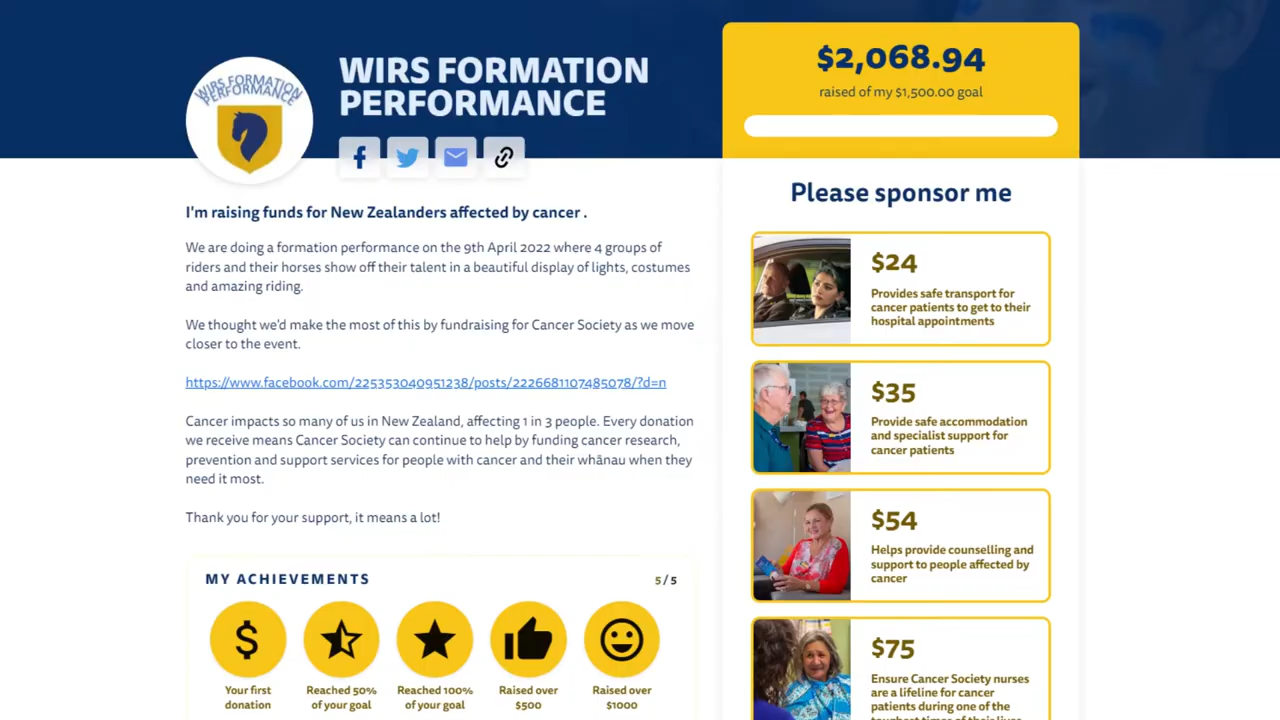 WIRS FORMATION
PERFORMANCE
WIRS FORMATION
PERFORMANCE
$2,068.94
raised of my $1,500.00 goal
I'm raising funds for New Zealanders affected by cancer .
We are doing a formation performance on the 9th April 2022 where 4 groups of
riders and their horses show off their talent in a beautiful display of lights, costumes
and amazing riding.
We thought we'd make the most of this by fundraising for Cancer Society as we move
closer to the event.
https://www.facebook.com/225353040951238/posts/2226681107485078/?d=n
Cancer impacts so many of us in New Zealand, affecting 1 in 3 people. Every donation
we receive means Cancer Society can continue to help by funding cancer research,
prevention and support services for people with cancer and their whānau when they
need it most.
Thank you for your support, it means a lot!
MY ACHIEVEMENTS
5 / 5
Your first
donation
Reached 50%
of your goal
Reached 100%
of your goal
Raised over
$500
Raised over
$1000
Please sponsor me
$24
Provides safe transport for
cancer patients to get to their
hospital appointments
$35
Provide safe accommodation
and specialist support for
cancer patients
$54
Helps provide counselling and
support to people affected by
cancer
$75
Ensure Cancer Society nurses
are a lifeline for cancer
patients during one of the
toughest times of their lives